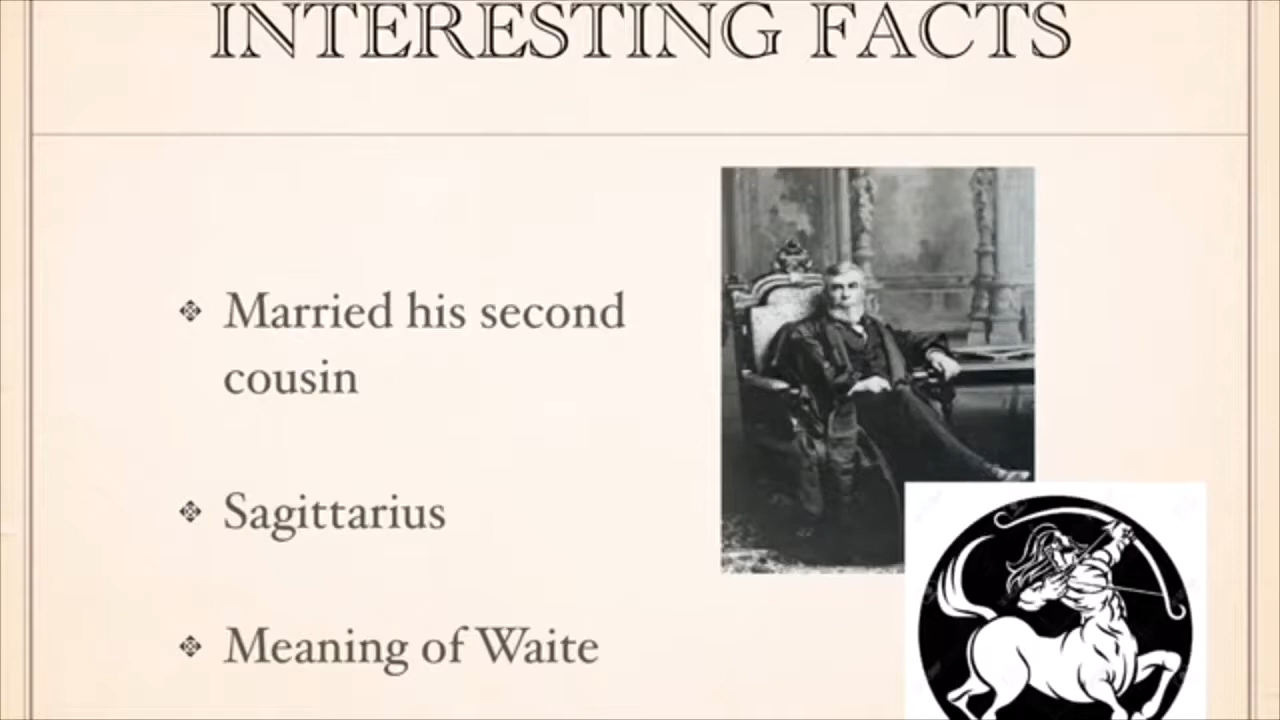 INTERESTING FACTS
Married his second
cousin
Sagittarius
Meaning of Waite